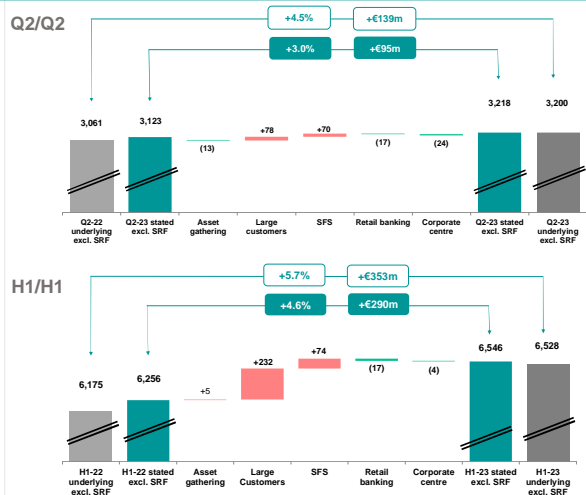 Q2/Q2
+4.5%
+€139m
+3.0%
+€95m
3,061
3,123
(13)
+78
+70
(17)
(24)
3,218
3,200
Q2-22 underlying excl. SRF
Q2-23 stated excl. SRF
Asset gathering
Large customers
SFS
Retail banking
Corporate centre
Q2-23 stated excl. SRF
Q2-23 underlying excl. SRF
H1/H1
+5.7%
+€353m
+4.6%
+€290m
6,175
6,256
+5
+232
+74
(17)
(4)
6,546
6,528
H1-22 underlying excl. SRF
H1-22 stated excl. SRF
Asset gathering
Large Customers
SFS
Retail banking
Corporate centre
H1-23 stated excl. SRF
H1-23 underlying excl. SRF